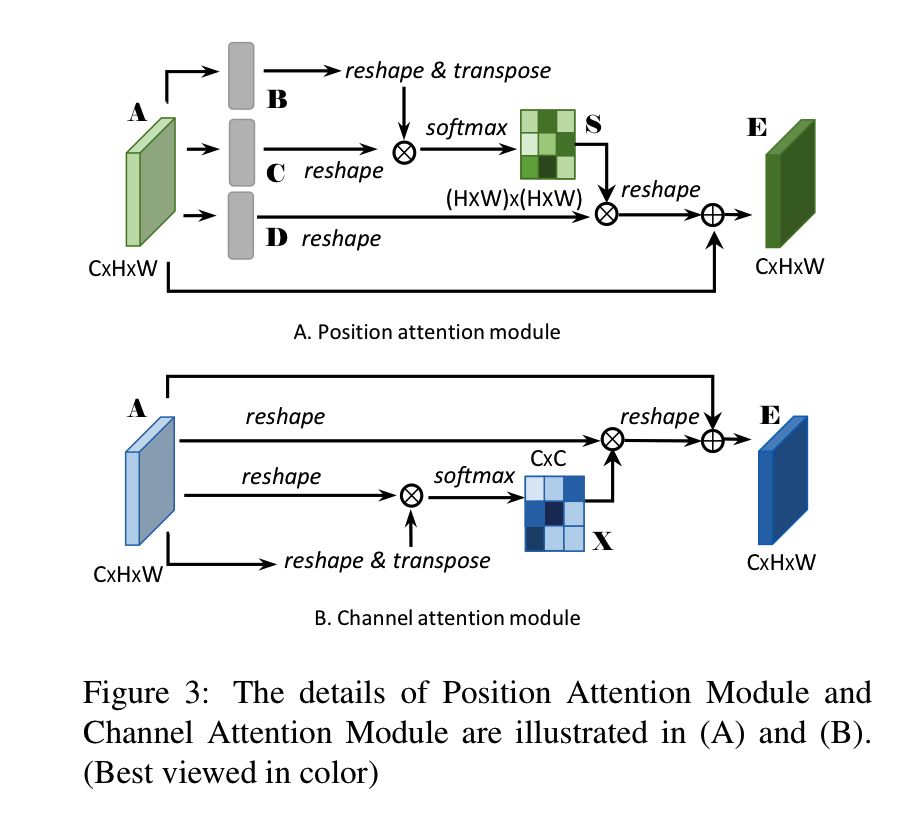 reshape & transpose
B
A
softmax
S
E
C
reshape
(HxW)x(HxW)
reshape
D
reshape
CxHxW
CxHxW
A. Position attention module
A
reshape
reshape
E
CxC
reshape
softmax
X
reshape & transpose
CxHxW
CxHxW
B. Channel attention module
Figure 3: The details of Position Attention Module and
Channel Attention Module are illustrated in (A) and (B).
(Best viewed in color)